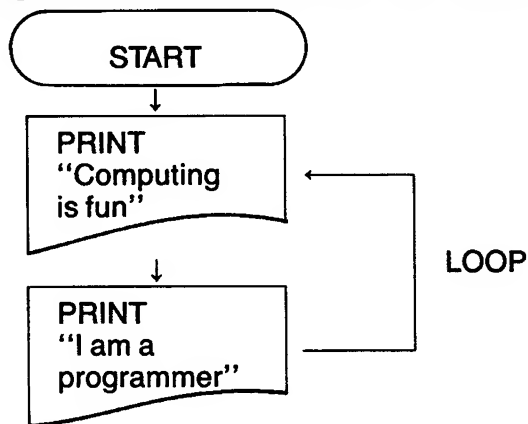 START
PRINT
‘‘Computing
is fun’’
LOOP
PRINT
‘‘I am a
programmer’’